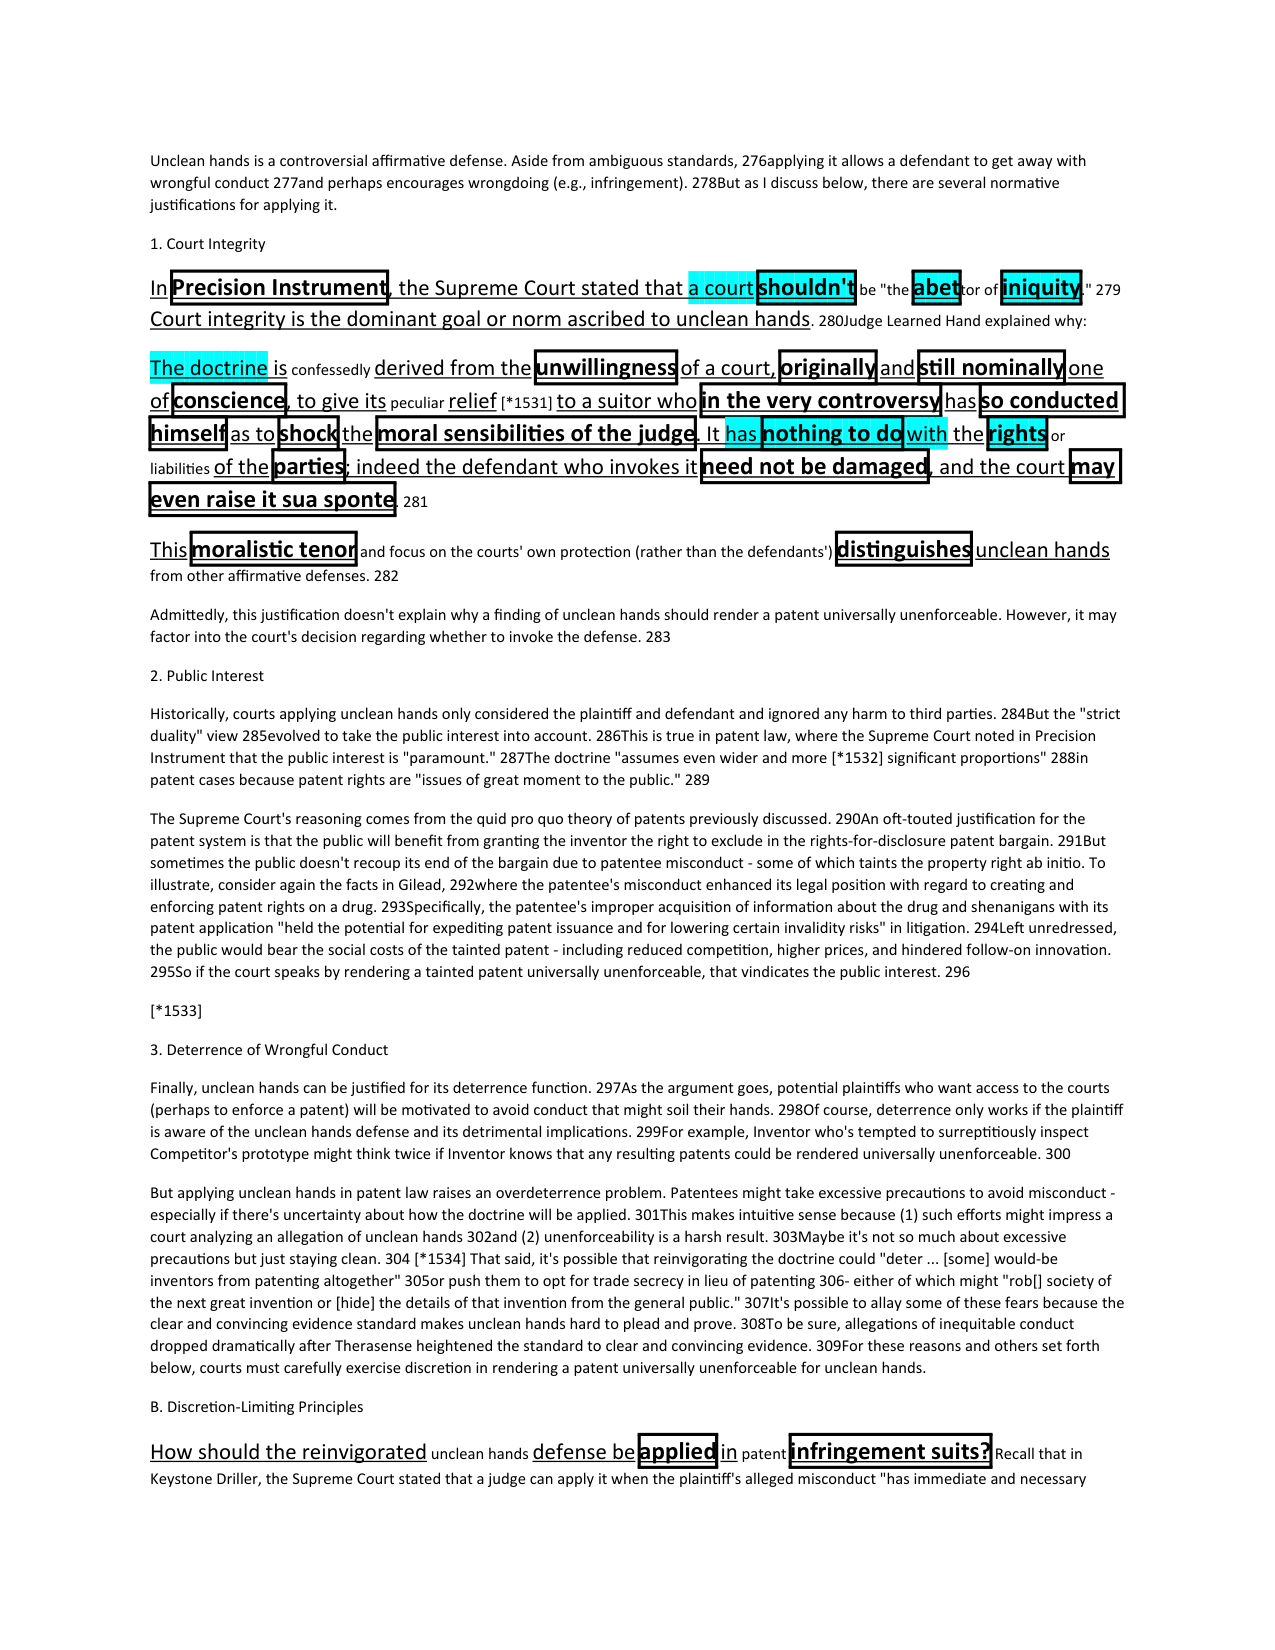 Unclean hands is a controversial affirmative defense. Aside from ambiguous standards, 276applying it allows a defendant to get away with
wrongful conduct 277and perhaps encourages wrongdoing (e.g., infringement). 278But as I discuss below, there are several normative
justifications for applying it.
1. Court Integrity
In Precision Instrument, the Supreme Court stated that a court shouldn't be "the abettor of iniquity." 279
Court integrity is the dominant goal or norm ascribed to unclean hands. 280Judge Learned Hand explained why:
The doctrine is confessedly derived from the unwillingness of a court, originally and still nominally one
of conscience, to give its peculiar relief [*1531] to a suitor who in the very controversy has so conducted
himself as to shock the moral sensibilities of the judge. It has nothing to do with the rights or
liabilities of the parties; indeed the defendant who invokes it need not be damaged, and the court may
even raise it sua sponte. 281
This moralistic tenor and focus on the courts' own protection (rather than the defendants') distinguishes unclean hands
from other affirmative defenses. 282
Admittedly, this justification doesn't explain why a finding of unclean hands should render a patent universally unenforceable. However, it may
factor into the court's decision regarding whether to invoke the defense. 283
2. Public Interest
Historically, courts applying unclean hands only considered the plaintiff and defendant and ignored any harm to third parties. 284But the "strict
duality" view 285evolved to take the public interest into account. 286This is true in patent law, where the Supreme Court noted in Precision
Instrument that the public interest is "paramount." 287The doctrine "assumes even wider and more [*1532] significant proportions" 288in
patent cases because patent rights are "issues of great moment to the public." 289
The Supreme Court's reasoning comes from the quid pro quo theory of patents previously discussed. 290An oft-touted justification for the
patent system is that the public will benefit from granting the inventor the right to exclude in the rights-for-disclosure patent bargain. 291But
sometimes the public doesn't recoup its end of the bargain due to patentee misconduct - some of which taints the property right ab initio. To
illustrate, consider again the facts in Gilead, 292where the patentee's misconduct enhanced its legal position with regard to creating and
enforcing patent rights on a drug. 293Specifically, the patentee's improper acquisition of information about the drug and shenanigans with its
patent application "held the potential for expediting patent issuance and for lowering certain invalidity risks" in litigation. 294Left unredressed,
the public would bear the social costs of the tainted patent - including reduced competition, higher prices, and hindered follow-on innovation.
295So if the court speaks by rendering a tainted patent universally unenforceable, that vindicates the public interest. 296
[*1533]
3. Deterrence of Wrongful Conduct
Finally, unclean hands can be justified for its deterrence function. 297As the argument goes, potential plaintiffs who want access to the courts
(perhaps to enforce a patent) will be motivated to avoid conduct that might soil their hands. 298Of course, deterrence only works if the plaintiff
is aware of the unclean hands defense and its detrimental implications. 299For example, Inventor who's tempted to surreptitiously inspect
Competitor's prototype might think twice if Inventor knows that any resulting patents could be rendered universally unenforceable. 300
But applying unclean hands in patent law raises an overdeterrence problem. Patentees might take excessive precautions to avoid misconduct -
especially if there's uncertainty about how the doctrine will be applied. 301This makes intuitive sense because (1) such efforts might impress a
court analyzing an allegation of unclean hands 302and (2) unenforceability is a harsh result. 303Maybe it's not so much about excessive
precautions but just staying clean. 304 [*1534] That said, it's possible that reinvigorating the doctrine could "deter ... [some] would-be
inventors from patenting altogether" 305or push them to opt for trade secrecy in lieu of patenting 306- either of which might "rob[] society of
the next great invention or [hide] the details of that invention from the general public." 307It's possible to allay some of these fears because the
clear and convincing evidence standard makes unclean hands hard to plead and prove. 308To be sure, allegations of inequitable conduct
dropped dramatically after Therasense heightened the standard to clear and convincing evidence. 309For these reasons and others set forth
below, courts must carefully exercise discretion in rendering a patent universally unenforceable for unclean hands.
B. Discretion-Limiting Principles
How should the reinvigorated unclean hands defense be applied in patent infringement suits? Recall that in
Keystone Driller, the Supreme Court stated that a judge can apply it when the plaintiff's alleged misconduct "has immediate and necessary